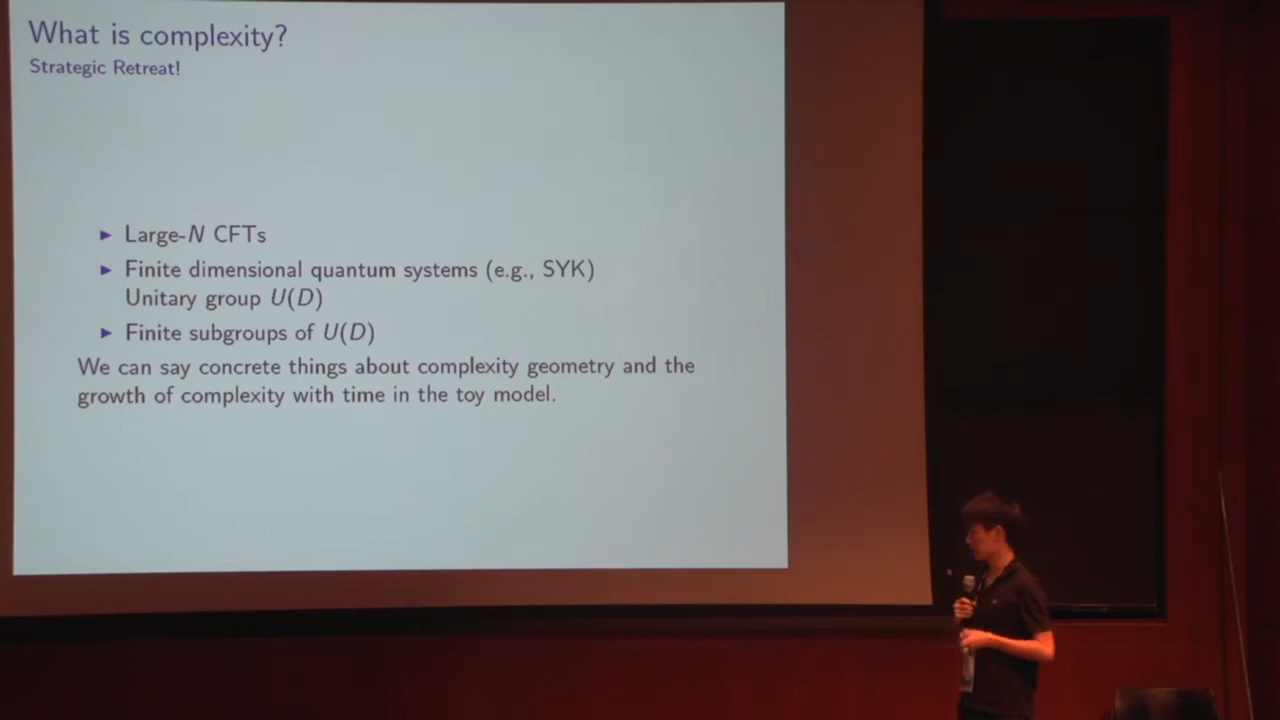 What is complexity?
Strategic Retreat!
▶ Large-N CFTs
▶ Finite dimensional quantum systems (e.g., SYK)
Unitary group U(D)
▶ Finite subgroups of U(D)
We can say concrete things about complexity geometry and the
growth of complexity with time in the toy model.